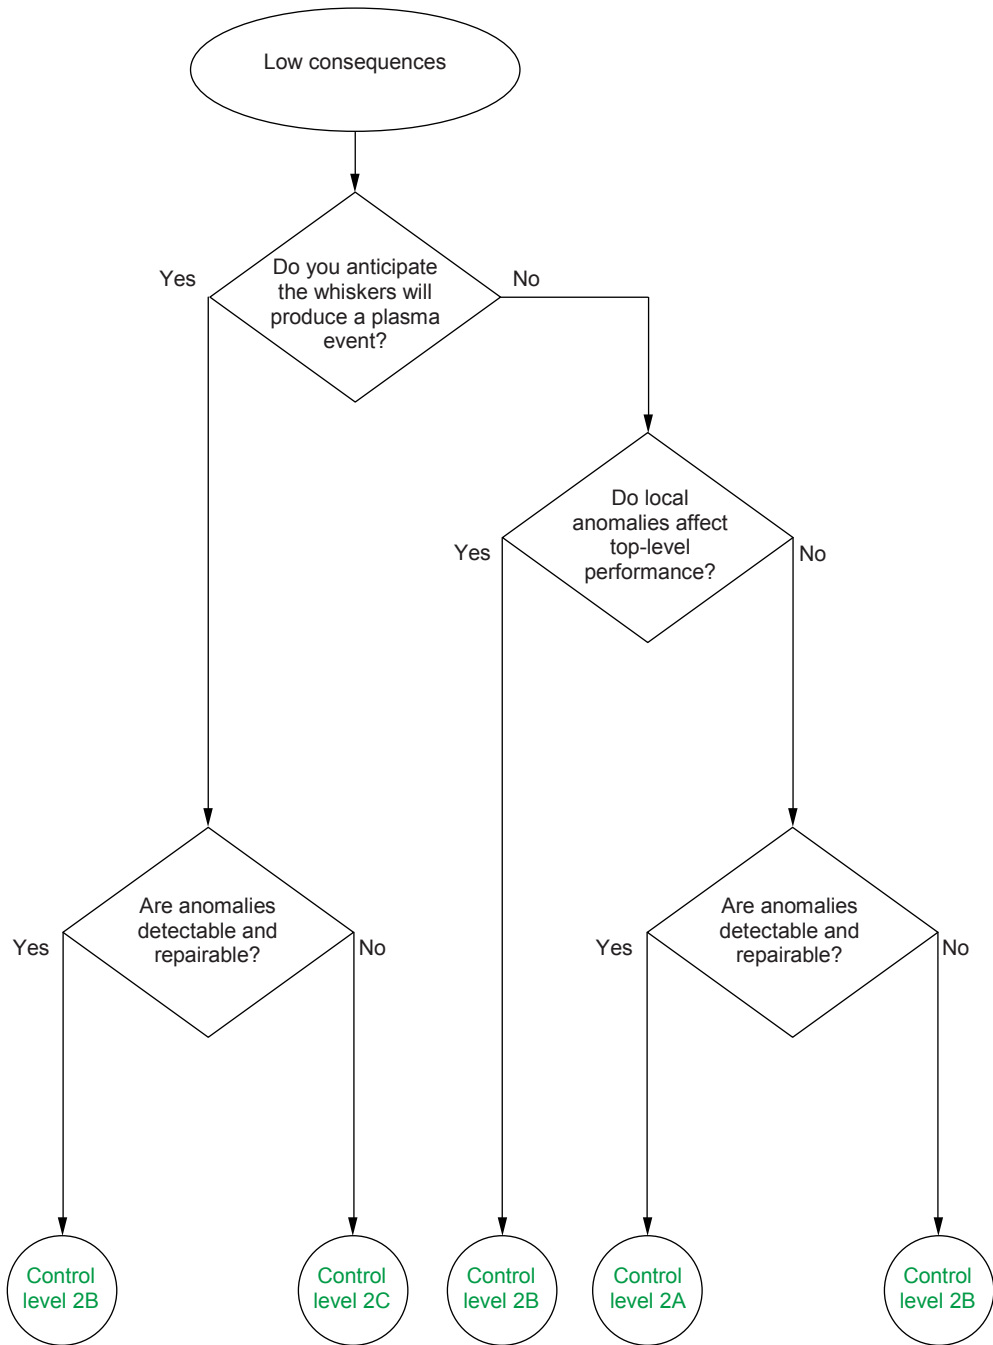 Low consequences
Do you anticipate
the whiskers will
produce a plasma
event?
Yes
No
Do local
anomalies affect
top-level
performance?
Yes
No
Are anomalies
detectable and
repairable?
Yes
No
Are anomalies
detectable and
repairable?
Yes
No
Control
level 2B
Control
level 2C
Control
level 2B
Control
level 2A
Control
level 2B